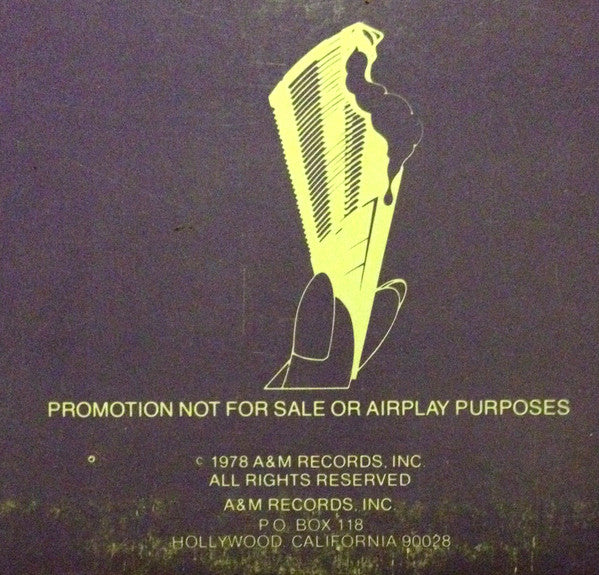 PROMOTION NOT FOR SALE OR AIRPLAY PURPOSES
© 1978 A&M RECORDS, INC.
ALL RIGHTS RESERVED
A&M RECORDS, INC.
P.O. BOX 118
HOLLYWOOD, CALIFORNIA 90028